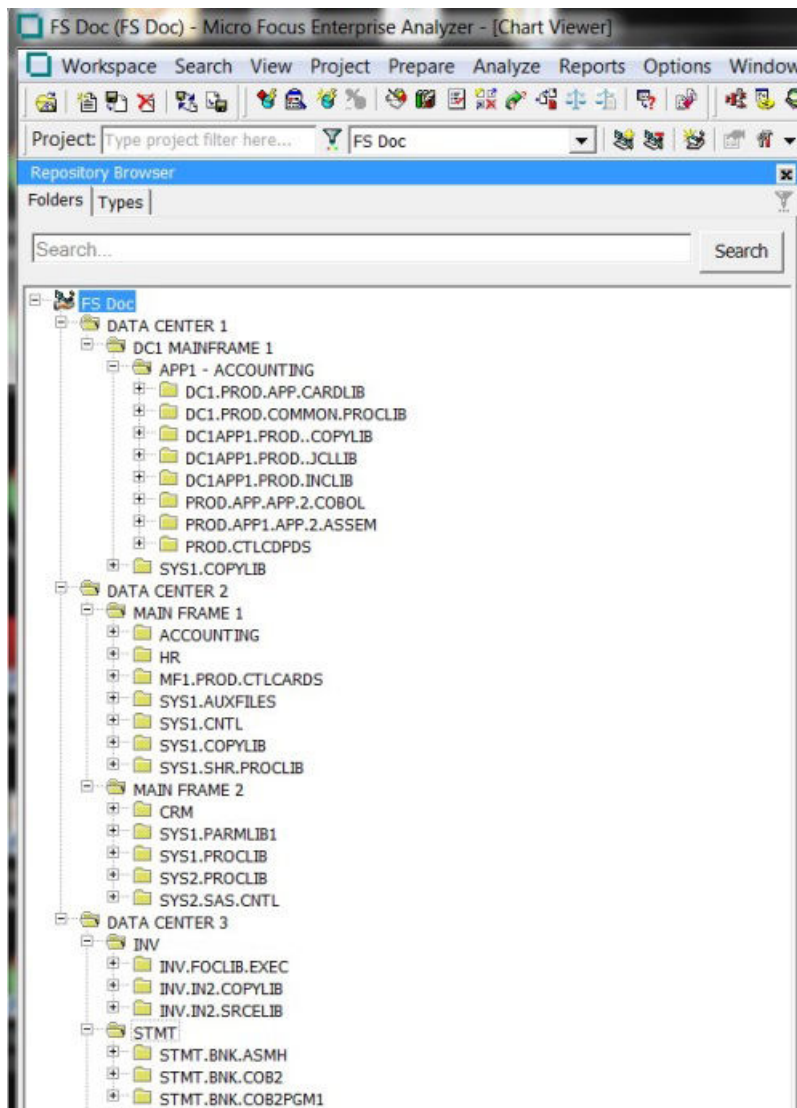 FS Doc (FS Doc) - Micro Focus Enterprise Analyzer - [Chart Viewer]
Workspace Search View Project Prepare Analyze Reports Options Window
Project: Type project filter here... FS Doc
Repository Browser
Folders Types
Search... Search
FS Doc
DATA CENTER 1
DC1 MAINFRAME 1
APP1 - ACCOUNTING
DC1.PROD.APP.CARDLIB
DC1.PROD.COMMON.PROCLIB
DC1APP1.PROD..COPYLIB
DC1APP1.PROD..JCLLIB
DC1APP1.PROD.INCLIB
PROD.APP.APP.2.COBOL
PROD.APP1.APP.2.ASSEM
PROD.CTLCDPDS
SYS1.COPYLIB
DATA CENTER 2
MAIN FRAME 1
ACCOUNTING
HR
MF1.PROD.CTLCARDS
SYS1.AUXFILES
SYS1.CNTL
SYS1.COPYLIB
SYS1.SHR.PROCLIB
MAIN FRAME 2
CRM
SYS1.PARMLIB1
SYS1.PROCLIB
SYS2.PROCLIB
SYS2.SAS.CNTL
DATA CENTER 3
INV
INV.FOCLIB.EXEC
INV.IN2.COPYLIB
INV.IN2.SRCELIB
STMT
STMT.BNK.ASMH
STMT.BNK.COB2
STMT.BNK.COB2PGM1